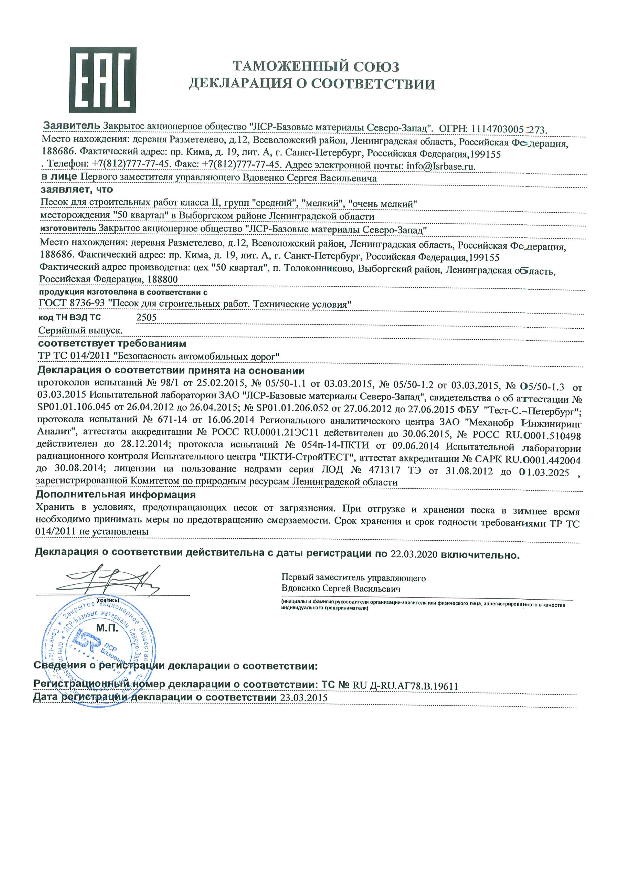 ЕАС
ТАМОЖЕННЫЙ СОЮЗ
ДЕКЛАРАЦИЯ О СООТВЕТСТВИИ
Заявитель Закрытое акционерное общество "ЛСР-Базовые материалы Северо-Запад". ОГРН: 1114703005273.
Место нахождения: деревня Разметелево, д.12, Всеволожский район, Ленинградская область, Российская Федерация,
188686. Фактический адрес: пр. Кима, д. 19, лит. А, г. Санкт-Петербург, Российская Федерация,199155
. Телефон: +7(812)777-77-45. Факс: +7(812)777-77-45. Адрес электронной почты: info@lsrbase.ru.
в лице Первого заместителя управляющего Вдовенко Сергея Васильевича
заявляет, что
Песок для строительных работ класса II, групп "средний", "мелкий", "очень мелкий"
месторождения "50 квартал" в Выборгском районе Ленинградской области
изготовитель Закрытое акционерное общество "ЛСР-Базовые материалы Северо-Запад"
Место нахождения: деревня Разметелево, д.12, Всеволожский район, Ленинградская область, Российская Федерация,
188686. Фактический адрес: пр. Кима, д. 19, лит. А, г. Санкт-Петербург, Российская Федерация,199155
Фактический адрес производства: цех "50 квартал", п. Толоконниково, Выборгский район, Ленинградская область,
Российская Федерация, 188800
продукция изготовлена в соответствии с
ГОСТ 8736-93 "Песок для строительных работ. Технические условия"
код ТН ВЭД ТС 2505
Серийный выпуск.
соответствует требованиям
ТР ТС 014/2011 "Безопасность автомобильных дорог"
Декларация о соответствии принята на основании
протоколов испытаний № 98/1 от 25.02.2015, № 05/50-1.1 от 03.03.2015, № 05/50-1.2 от 03.03.2015, № 05/50-1.3 от
03.03.2015 Испытательной лаборатории ЗАО "ЛСР-Базовые материалы Северо-Запад", свидетельства о об аттестации №
SP01.01.106.045 от 26.04.2012 до 26.04.2015; № SP01.01.206.052 от 27.06.2012 до 27.06.2015 ФБУ "Тест-С.–Петербург";
протокола испытаний № 671-14 от 16.06.2014 Регионального аналитического центра ЗАО "Механобр Инжиниринг
Аналит", аттестаты аккредитации № РОСС RU.0001.21ЭС11 действителен до 30.06.2015, № РОСС RU.0001.510498
действителен до 28.12.2014; протокола испытаний № 054п-14-ПКТИ от 09.06.2014 Испытательной лаборатории
радиационного контроля Испытательного центра "ПКТИ-СтройТЕСТ", аттестат аккредитации № САРК RU.0001.442004
до 30.08.2014; лицензии на пользование недрами серия ЛОД № 471317 ТЭ от 31.08.2012 до 01.03.2025 ,
зарегистрированной Комитетом по природным ресурсам Ленинградской области
Дополнительная информация
Хранить в условиях, предотвращающих песок от загрязнения. При отгрузке и хранении песка в зимнее время
необходимо принимать меры по предотвращению смерзаемости. Срок хранения и срок годности требованиями ТР ТС
014/2011 не установлены
Декларация о соответствии действительна с даты регистрации по 22.03.2020 включительно.
Первый заместитель управляющего
Вдовенко Сергей Васильевич
(подпись)
(инициалы и фамилия руководителя организации-заявителя или физического лица, зарегистрированного в качестве
индивидуального предпринимателя)
М.П.
Сведения о регистрации декларации о соответствии:
Регистрационный номер декларации о соответствии: ТС № RU Д-RU.АГ78.В.19611
Дата регистрации декларации о соответствии 23.03.2015